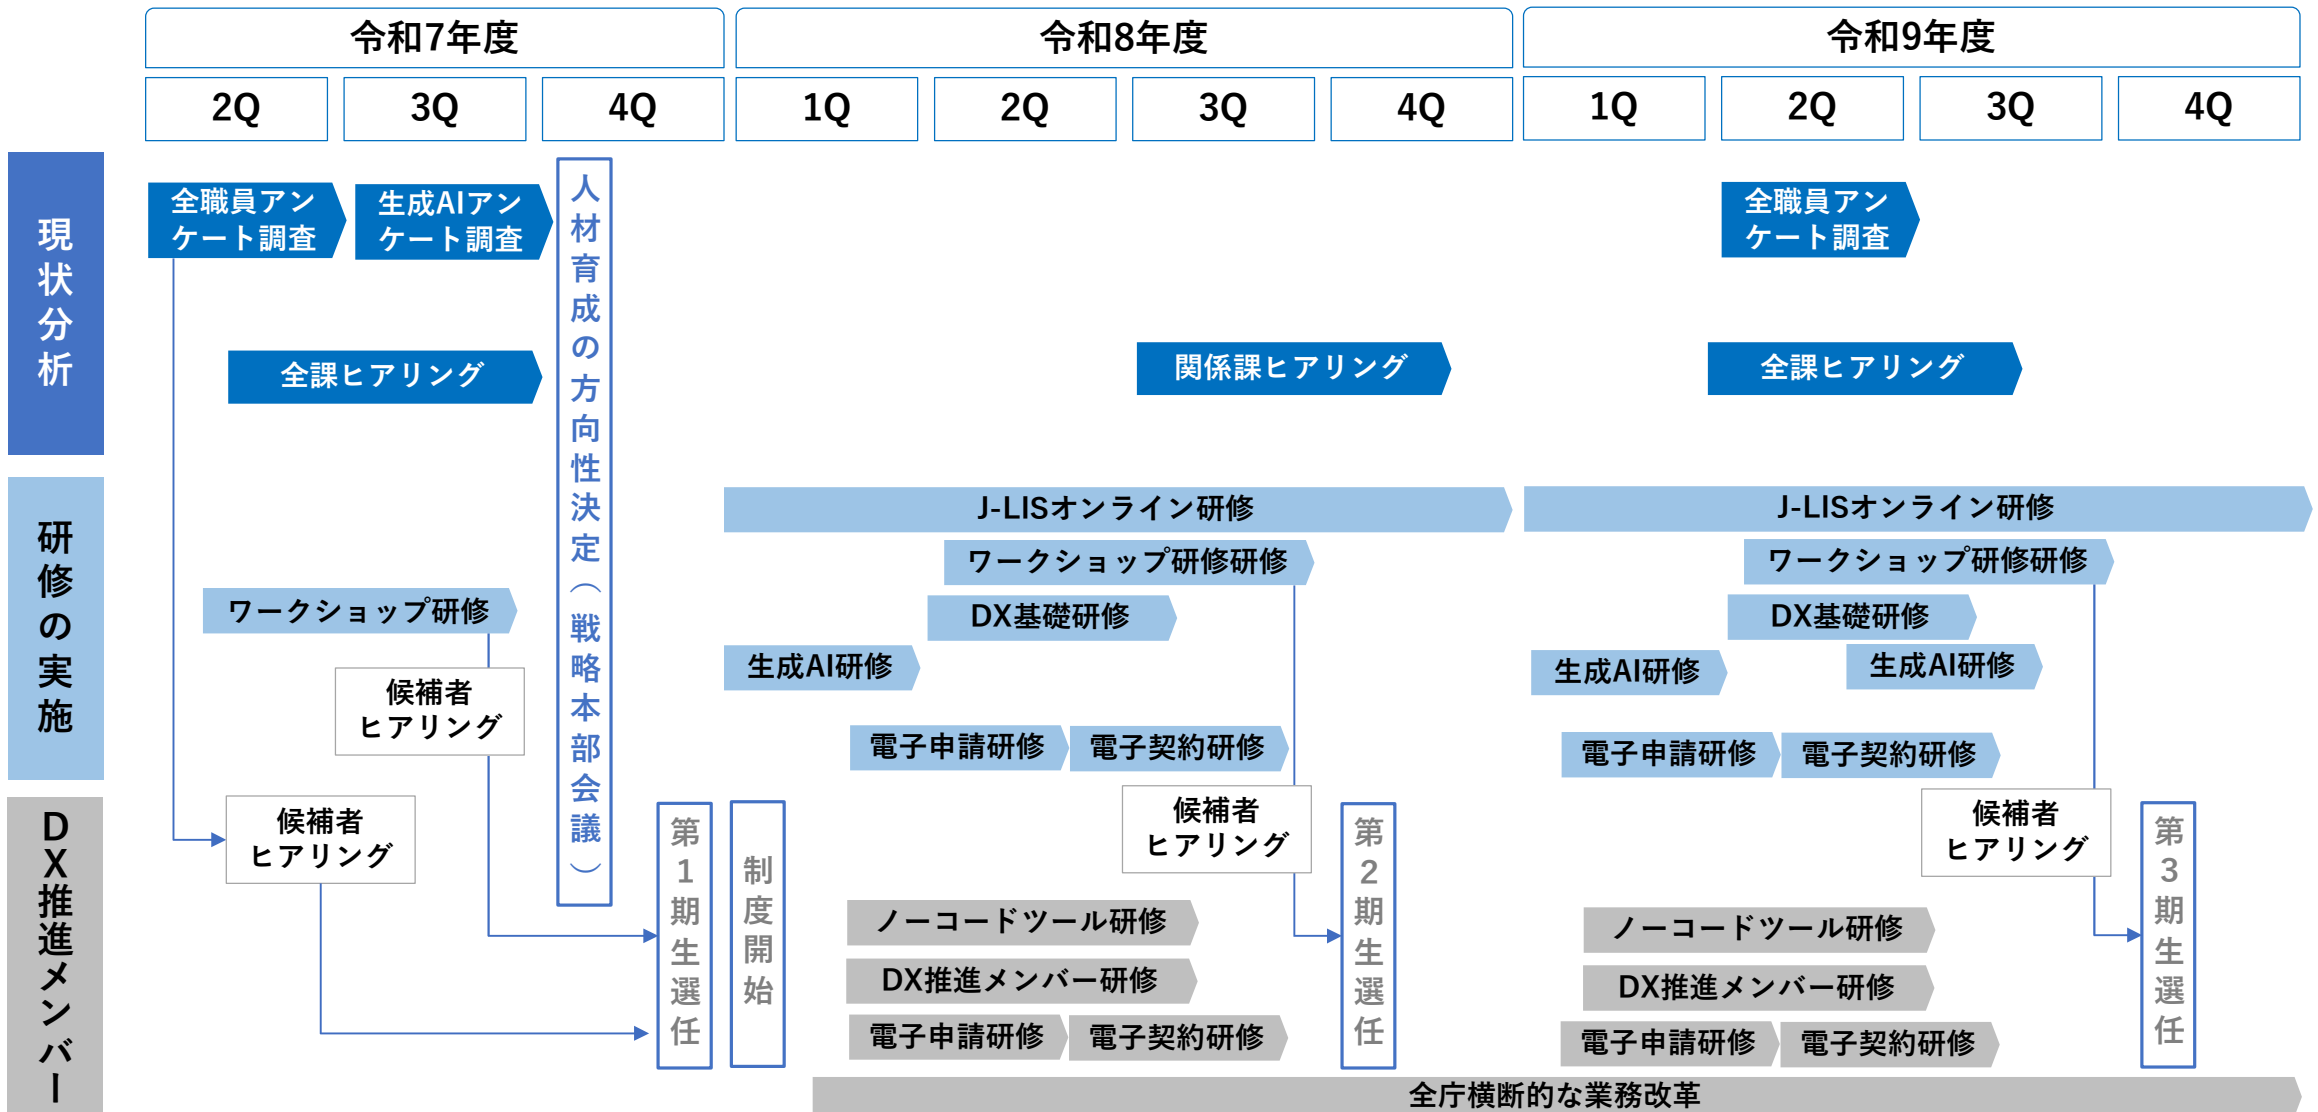 令和7年度
令和8年度
令和9年度
2Q
3Q
4Q
1Q
2Q
3Q
4Q
1Q
2Q
3Q
4Q
現状分析
全職員アン
ケート調査
生成AIアン
ケート調査
全課ヒアリング
人材育成の方向性決定（戦略本部会議）
関係課ヒアリング
全職員アン
ケート調査
全課ヒアリング
研修の実施
ワークショップ研修
候補者
ヒアリング
J-LISオンライン研修
ワークショップ研修研修
DX基礎研修
生成AI研修
電子申請研修
電子契約研修
J-LISオンライン研修
ワークショップ研修研修
DX基礎研修
生成AI研修
生成AI研修
電子申請研修
電子契約研修
DX推進メンバー
候補者
ヒアリング
第1期生選任
制度開始
候補者
ヒアリング
ノーコードツール研修
DX推進メンバー研修
電子申請研修
電子契約研修
第2期生選任
候補者
ヒアリング
ノーコードツール研修
DX推進メンバー研修
電子申請研修
電子契約研修
第3期生選任
全庁横断的な業務改革